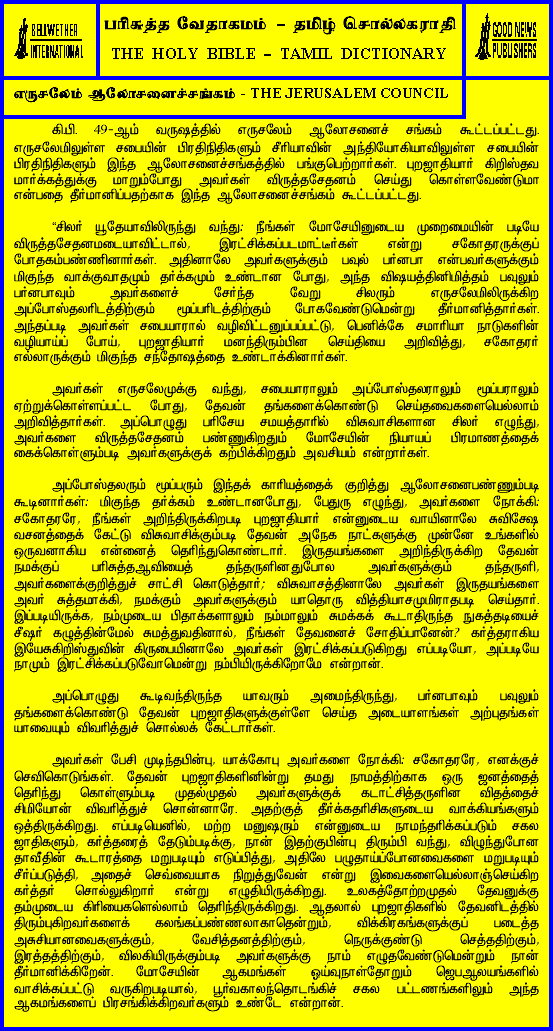 BELLWETHER
INTERNATIONAL
பரிசுத்த வேதாகமம் – தமிழ் சொல்லகராதி
THE HOLY BIBLE – TAMIL DICTIONARY
GOOD NEWS
PUBLISHERS
எருசலேம் ஆலோசனைச்சங்கம் - THE JERUSALEM COUNCIL
கி.பி. 49-ஆம் வருஷத்தில் எருசலேம் ஆலோசனைச் சங்கம் கூட்டப்பட்டது.
எருசலேமிலுள்ள சபையின் பிரதிநிதிகளும் சீரியாவின் அந்தியோகியாவிலுள்ள சபையின்
பிரதிநிதிகளும் இந்த ஆலோசனைச்சங்கத்தில் பங்குபெற்றார்கள். புறஜாதியார் கிறிஸ்தவ
மார்க்கத்துக்கு மாறும்போது அவர்கள் விருத்தசேதனம் செய்து கொள்ளவேண்டுமா
என்பதை தீர்மானிப்பதற்காக இந்த ஆலோசனைச்சங்கம் கூட்டப்பட்டது.
“சிலர் யூதேயாவிலிருந்து வந்து: நீங்கள் மோசேயினுடைய முறைமையின் படியே
விருத்தசேதனமடையாவிட்டால், இரட்சிக்கப்படமாட்டீர்கள் என்று சகோதரருக்குப்
போதகம்பண்ணினார்கள். அதினாலே அவர்களுக்கும் பவுல் பர்னபா என்பவர்களுக்கும்
மிகுந்த வாக்குவாதமும் தர்க்கமும் உண்டான போது, அந்த விஷயத்தினிமித்தம் பவுலும்
பர்னபாவும் அவர்களைச் சேர்ந்த வேறு சிலரும் எருசலேமிலிருக்கிற
அப்போஸ்தலரிடத்திற்கும் மூப்பரிடத்திற்கும் போகவேண்டுமென்று தீர்மானித்தார்கள்.
அந்தப்படி அவர்கள் சபையாரால் வழிவிட்டனுப்பப்பட்டு, பெனிக்கே சமாரியா நாடுகளின்
வழியாய்ப் போய், புறஜாதியார் மனந்திரும்பின செய்தியை அறிவித்து, சகோதரர்
எல்லாருக்கும் மிகுந்த சந்தோஷத்தை உண்டாக்கினார்கள்.
அவர்கள் எருசலேமுக்கு வந்து, சபையாராலும் அப்போஸ்தலராலும் மூப்பராலும்
ஏற்றுக்கொள்ளப்பட்ட போது, தேவன் தங்களைக்கொண்டு செய்தவைகளையெல்லாம்
அறிவித்தார்கள். அப்பொழுது பரிசேய சமயத்தாரில் விசுவாசிகளான சிலர் எழுந்து,
அவர்களை விருத்தசேதனம் பண்ணுகிறதும் மோசேயின் நியாயப் பிரமாணத்தைக்
கைக்கொள்ளும்படி அவர்களுக்குக் கற்பிக்கிறதும் அவசியம் என்றார்கள்.
அப்போஸ்தலரும் மூப்பரும் இந்தக் காரியத்தைக் குறித்து ஆலோசனைபண்ணும்படி
கூடினார்கள்: மிகுந்த தர்க்கம் உண்டானபோது, பேதுரு எழுந்து, அவர்களை நோக்கி:
சகோதரரே, நீங்கள் அறிந்திருக்கிறபடி புறஜாதியார் என்னுடைய வாயினாலே சுவிசேஷ
வசனத்தைக் கேட்டு விசுவாசிக்கும்படி தேவன் அநேக நாட்களுக்கு முன்னே உங்களில்
ஒருவனாகிய என்னைத் தெரிந்துகொண்டார். இருதயங்களை அறிந்திருக்கிற தேவன்
நமக்குப் பரிசுத்தஆவியைத் தந்தருளினதுபோல அவர்களுக்கும் தந்தருளி,
அவர்களைக்குறித்துச் சாட்சி கொடுத்தார்; விசுவாசத்தினாலே அவர்கள் இருதயங்களை
அவர் சுத்தமாக்கி, நமக்கும் அவர்களுக்கும் யாதொரு வித்தியாசமுமிராதபடி செய்தார்.
இப்படியிருக்க, நம்முடைய பிதாக்களாலும் நம்மாலும் சுமக்கக் கூடாதிருந்த நுகத்தடியைச்
சீஷர் கழுத்தின்மேல் சுமத்துவதினால், நீங்கள் தேவனைச் சோதிப்பானேன்? கர்த்தராகிய
இயேசுகிறிஸ்துவின் கிருபையினாலே அவர்கள் இரட்சிக்கப்படுகிறது எப்படியோ, அப்படியே
நாமும் இரட்சிக்கப்படுவோமென்று நம்பியிருக்கிறோமே என்றான்.
அப்பொழுது கூடிவந்திருந்த யாவரும் அமைந்திருந்து, பர்னபாவும் பவுலும்
தங்களைக்கொண்டு தேவன் புறஜாதிகளுக்குள்ளே செய்த அடையாளங்கள் அற்புதங்கள்
யாவையும் விவரித்துச் சொல்லக் கேட்டார்கள்.
அவர்கள் பேசி முடிந்தபின்பு, யாக்கோபு அவர்களை நோக்கி: சகோதரரே, எனக்குச்
செவிகொடுங்கள். தேவன் புறஜாதிகளினின்று தமது நாமத்திற்காக ஒரு ஜனத்தைத்
தெரிந்து கொள்ளும்படி முதல்முதல் அவர்களுக்குக் கடாட்சித்தருளின விதத்தைச்
சிமியோன் விவரித்துச் சொன்னாரே. அதற்குத் தீர்க்கதரிசிகளுடைய வாக்கியங்களும்
ஒத்திருக்கிறது. எப்படியெனில், மற்ற மனுஷரும் என்னுடைய நாமந்தரிக்கப்படும் சகல
ஜாதிகளும், கர்த்தரைத் தேடும்படிக்கு, நான் இதற்குபின்பு திரும்பி வந்து, விழுந்துபோன
தாவீதின் கூடாரத்தை மறுபடியும் எடுப்பித்து, அதிலே பழுதாய்ப்போனவைகளை மறுபடியும்
சீர்ப்படுத்தி, அதைச் செவ்வையாக நிறுத்துவேன் என்று இவைகளையெல்லாஞ்செய்கிற
கர்த்தர் சொல்லுகிறார் என்று எழுதியிருக்கிறது. உலகத்தோற்றமுதல் தேவனுக்கு
தம்முடைய கிரியைகளெல்லாம் தெரிந்திருக்கிறது. ஆதலால் புறஜாதிகளில் தேவனிடத்தில்
திரும்புகிறவர்களைக் கலங்கப்பண்ணலாகாதென்றும், விக்கிரகங்களுக்குப் படைத்த
அசுசியானவைகளுக்கும், வேசித்தனத்திற்கும், நெருக்குண்டு செத்ததிற்கும்,
இரத்தத்திற்கும், விலகியிருக்கும்படி அவர்களுக்கு நாம் எழுதவேண்டுமென்றும் நான்
தீர்மானிக்கிறேன். மோசேயின் ஆகமங்கள் ஓய்வுநாள்தோறும் ஜெபஆலயங்களில்
வாசிக்கப்பட்டு வருகிறபடியால், பூர்வகாலந்தொடங்கிச் சகல பட்டணங்களிலும் அந்த
ஆகமங்களைப் பிரசங்கிக்கிறவர்களும் உண்டே என்றான்.